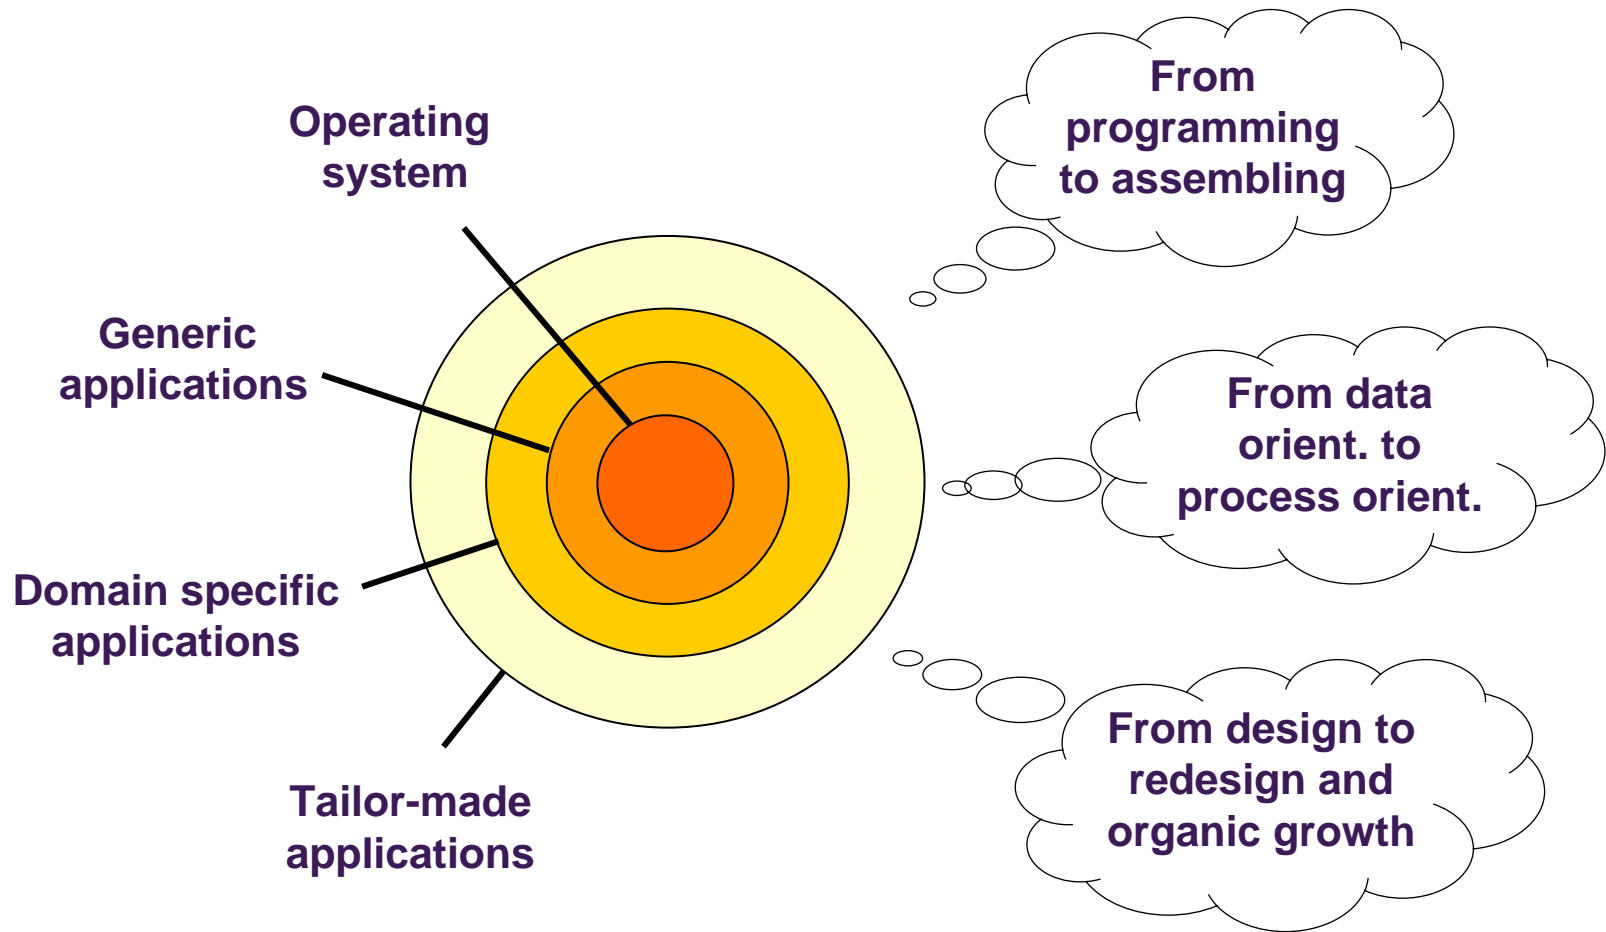 Operating
system
Generic
applications
Domain specific
applications
Tailor-made
applications
From
programming
to assembling
From data
orient. to
process orient.
From design to
redesign and
organic growth